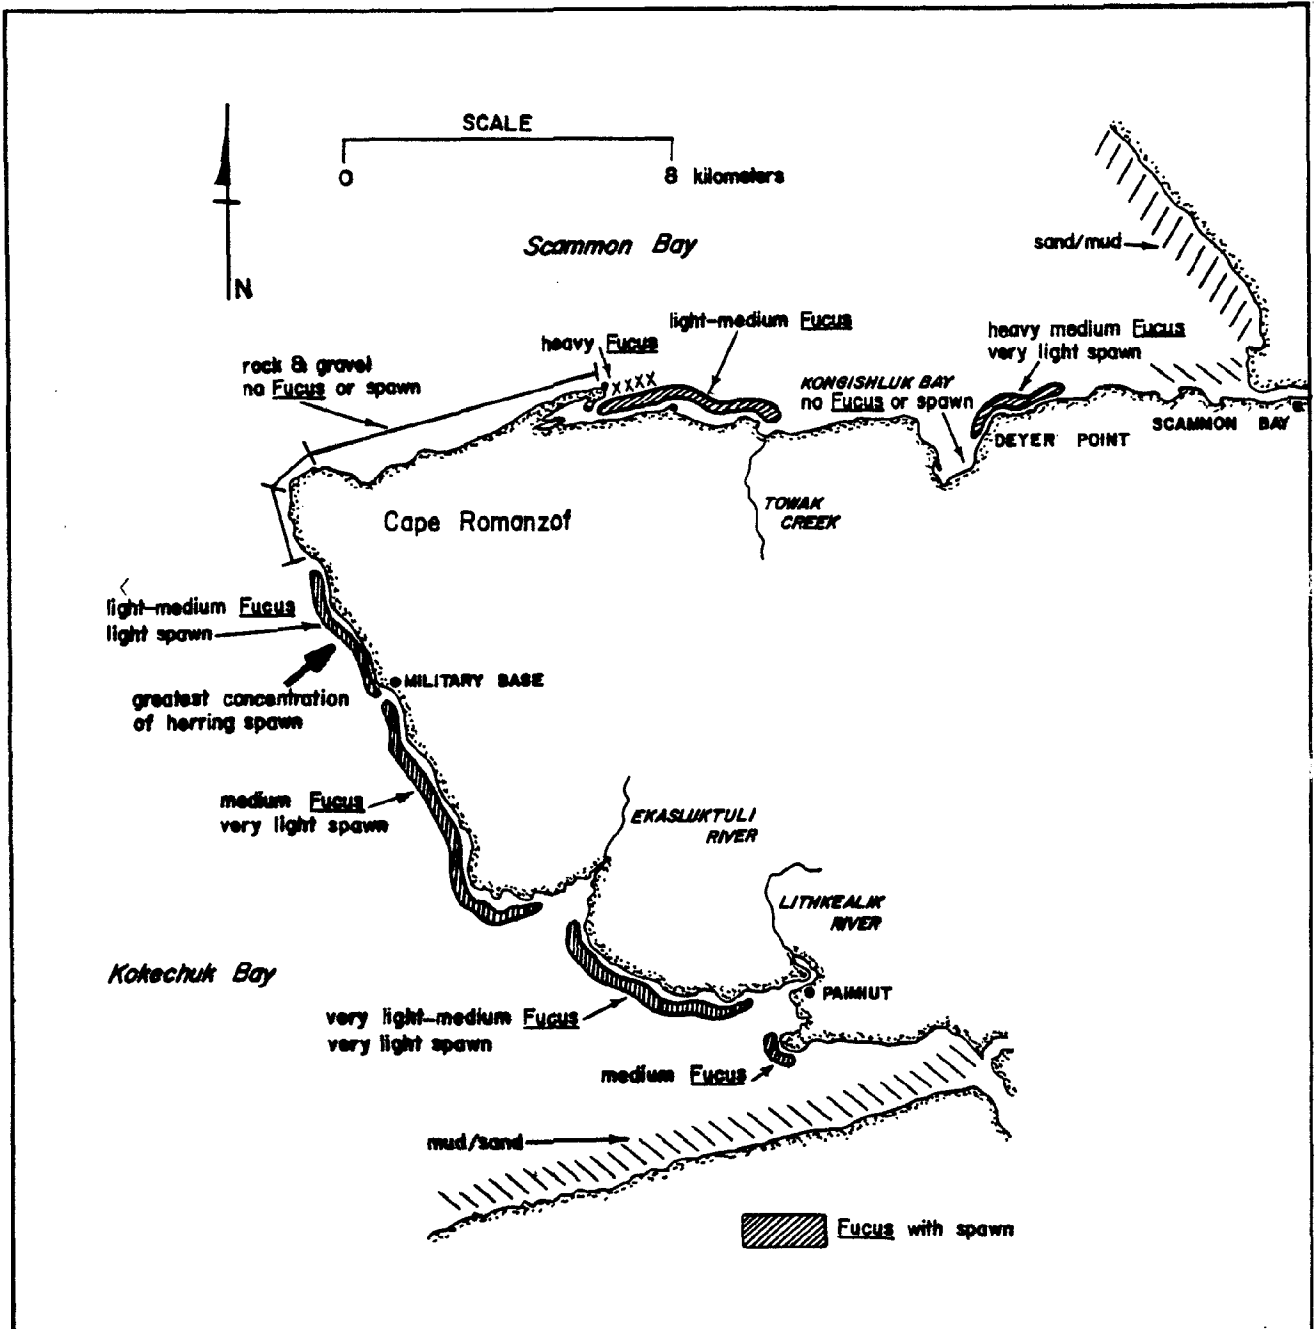 SCALE
0 8 kilometers
N
Scammon Bay
sand/mud
light-medium Fucus
heavy Fucus
xxxx
heavy medium Fucus
very light spawn
rock & gravel
no Fucus or spawn
KONGISHLUK BAY
no Fucus or spawn
DEYER POINT
SCAMMON BAY
TOWAK
CREEK
Cape Romanzof
light-medium Fucus
light spawn
MILITARY BASE
greatest concentration
of herring spawn
medium Fucus
very light spawn
EKASLUKTULI
RIVER
LITHKEALIK
RIVER
Kokechuk Bay
PAIMIUT
very light-medium Fucus
very light spawn
medium Fucus
mud/sand
Fucus with spawn